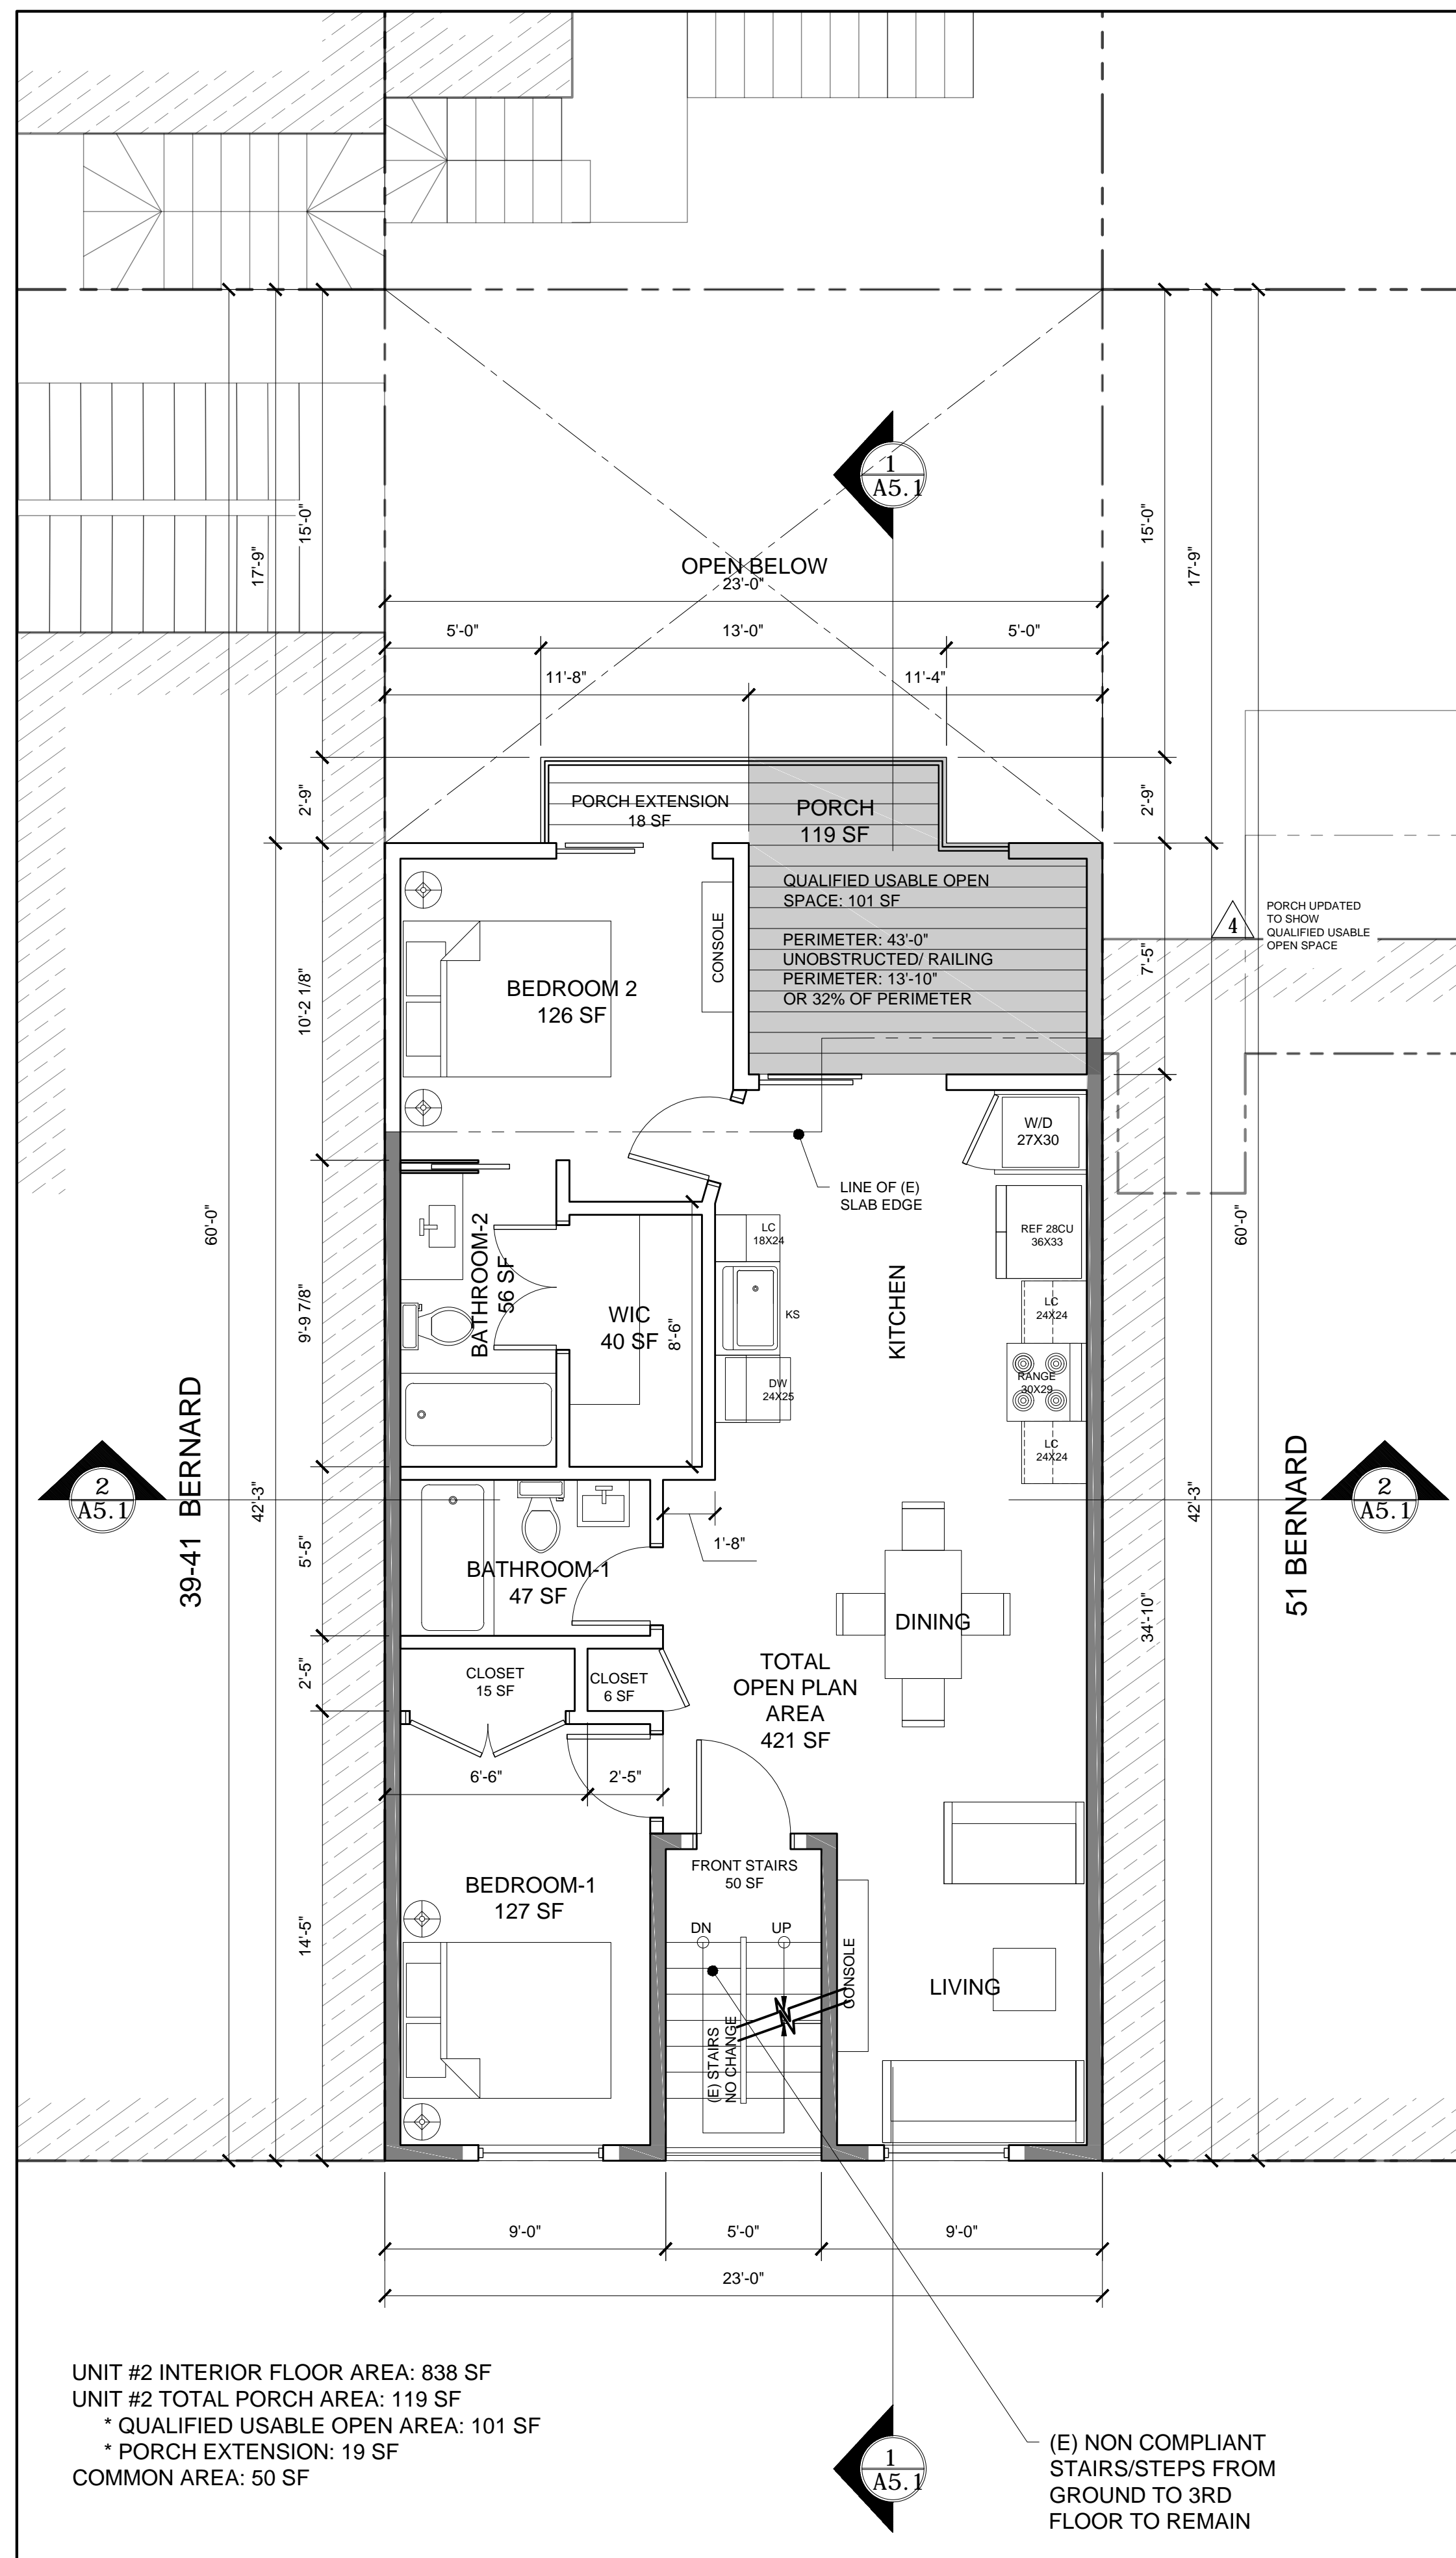 1
A5.1
15'-0"
17'-9"
15'-0"
17'-9"
OPEN BELOW
23'-0"
5'-0"
13'-0"
5'-0"
11'-8"
11'-4"
2'-9"
PORCH EXTENSION
18 SF
PORCH
119 SF
2'-9"
QUALIFIED USABLE OPEN
SPACE: 101 SF
PERIMETER: 43'-0"
UNOBSTRUCTED/ RAILING
PERIMETER: 13'-10"
OR 32% OF PERIMETER
CONSOLE
4
PORCH UPDATED
TO SHOW
QUALIFIED USABLE
OPEN SPACE
7'-5"
10'-2 1/8"
BEDROOM 2
126 SF
W/D
27X30
LINE OF (E)
SLAB EDGE
60'-0"
60'-0"
BATHROOM-2
56 SF
LC
18X24
REF 28CU
36X33
KITCHEN
9'-9 7/8"
WIC
40 SF
8'-6"
KS
LC
24X24
DW
24X25
RANGE
30X29
LC
24X24
39-41 BERNARD
51 BERNARD
2
A5.1
2
A5.1
42'-3"
42'-3"
5'-5"
1'-8"
BATHROOM-1
47 SF
DINING
34'-10"
2'-5"
CLOSET
15 SF
CLOSET
6 SF
TOTAL
OPEN PLAN
AREA
421 SF
6'-6"
2'-5"
BEDROOM-1
127 SF
FRONT STAIRS
50 SF
14'-5"
DN
UP
CONSOLE
LIVING
(E) STAIRS
NO CHANGE
9'-0"
5'-0"
9'-0"
23'-0"
UNIT #2 INTERIOR FLOOR AREA: 838 SF
UNIT #2 TOTAL PORCH AREA: 119 SF
* QUALIFIED USABLE OPEN AREA: 101 SF
* PORCH EXTENSION: 19 SF
COMMON AREA: 50 SF
1
A5.1
(E) NON COMPLIANT
STAIRS/STEPS FROM
GROUND TO 3RD
FLOOR TO REMAIN